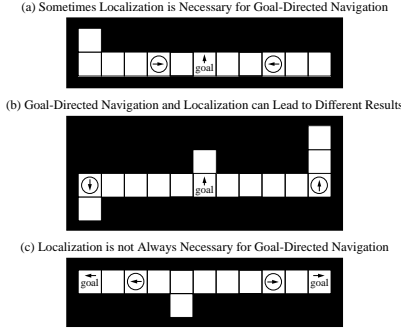 (a) Sometimes Localization is Necessary for Goal-Directed Navigation
goal
(b) Goal-Directed Navigation and Localization can Lead to Different Results
goal
(c) Localization is not Always Necessary for Goal-Directed Navigation
goal goal